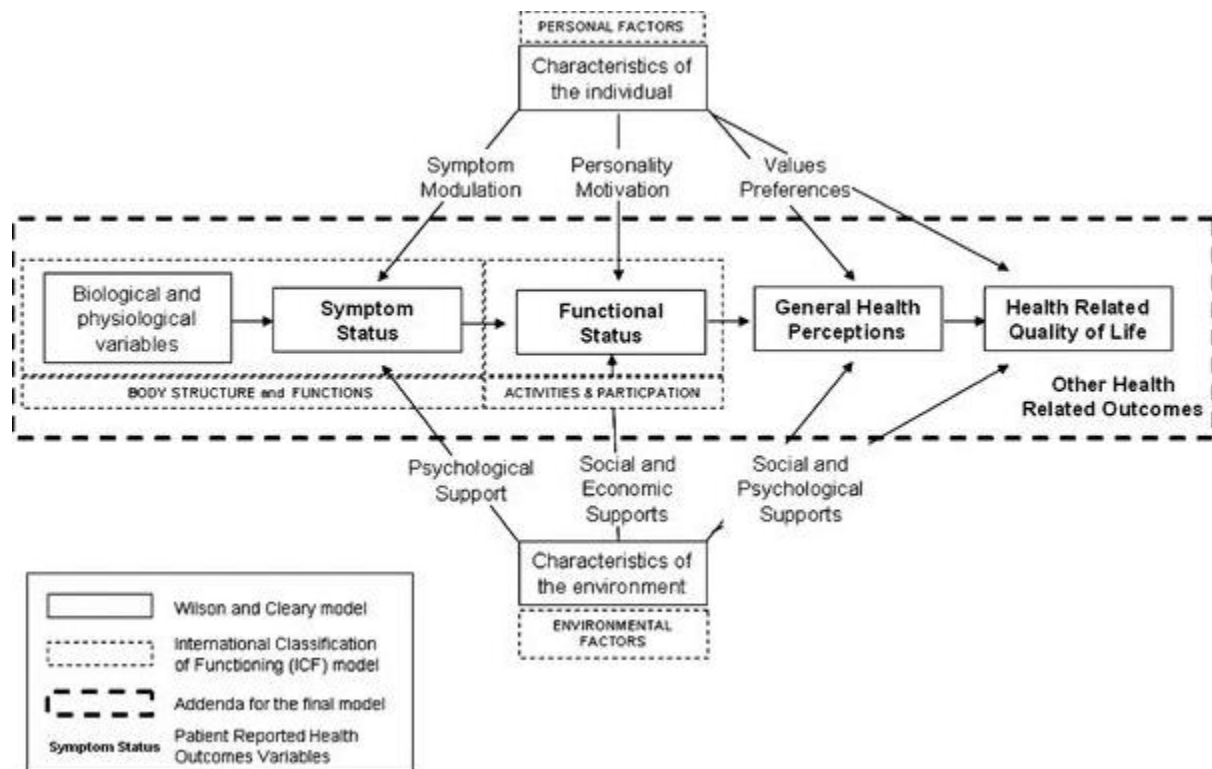 PERSONAL FACTORS
Characteristics of
the individual
Symptom
Modulation
Personality
Motivation
Values
Preferences
Biological and
physiological
variables
Symptom
Status
Functional
Status
General Health
Perceptions
Health Related
Quality of Life
BODY STRUCTURE and FUNCTIONS
ACTIVITIES & PARTICPATION
Other Health
Related Outcomes
Psychological
Support
Social and
Economic
Supports
Social and
Psychological
Supports
Characteristics of
the environment
ENVIRONMENTAL
FACTORS
Wilson and Cleary model
International Classification
of Functioning (ICF) model
Addenda for the final model
Symptom Status
Patient Reported Health
Outcomes Variables